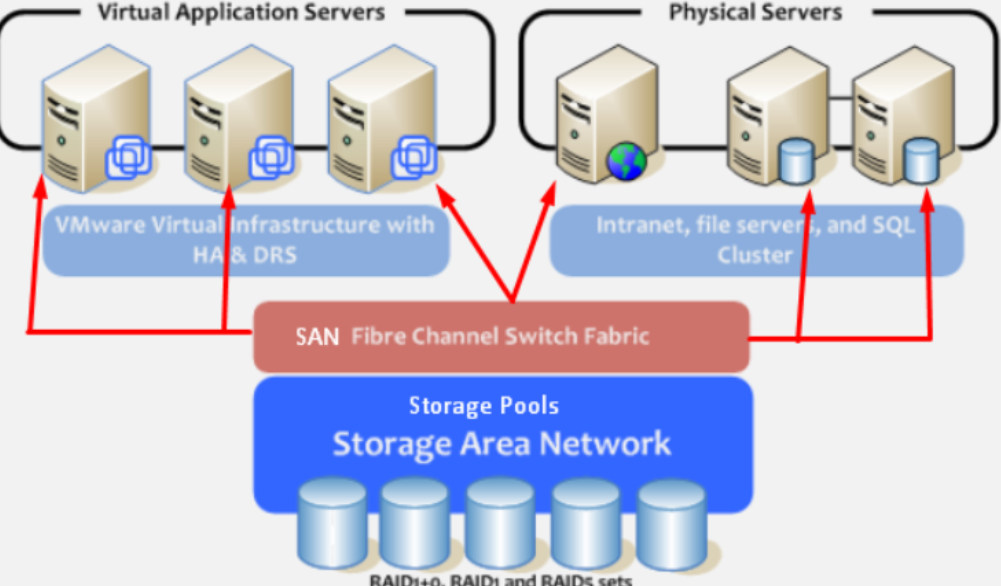 Virtual Application Servers
Physical Servers
VMware Virtual Infrastructure with
HA & DRS
Intranet, file servers, and SQL
Cluster
SAN Fibre Channel Switch Fabric
Storage Pools
Storage Area Network
RAID1+0, RAID1 and RAID5 sets